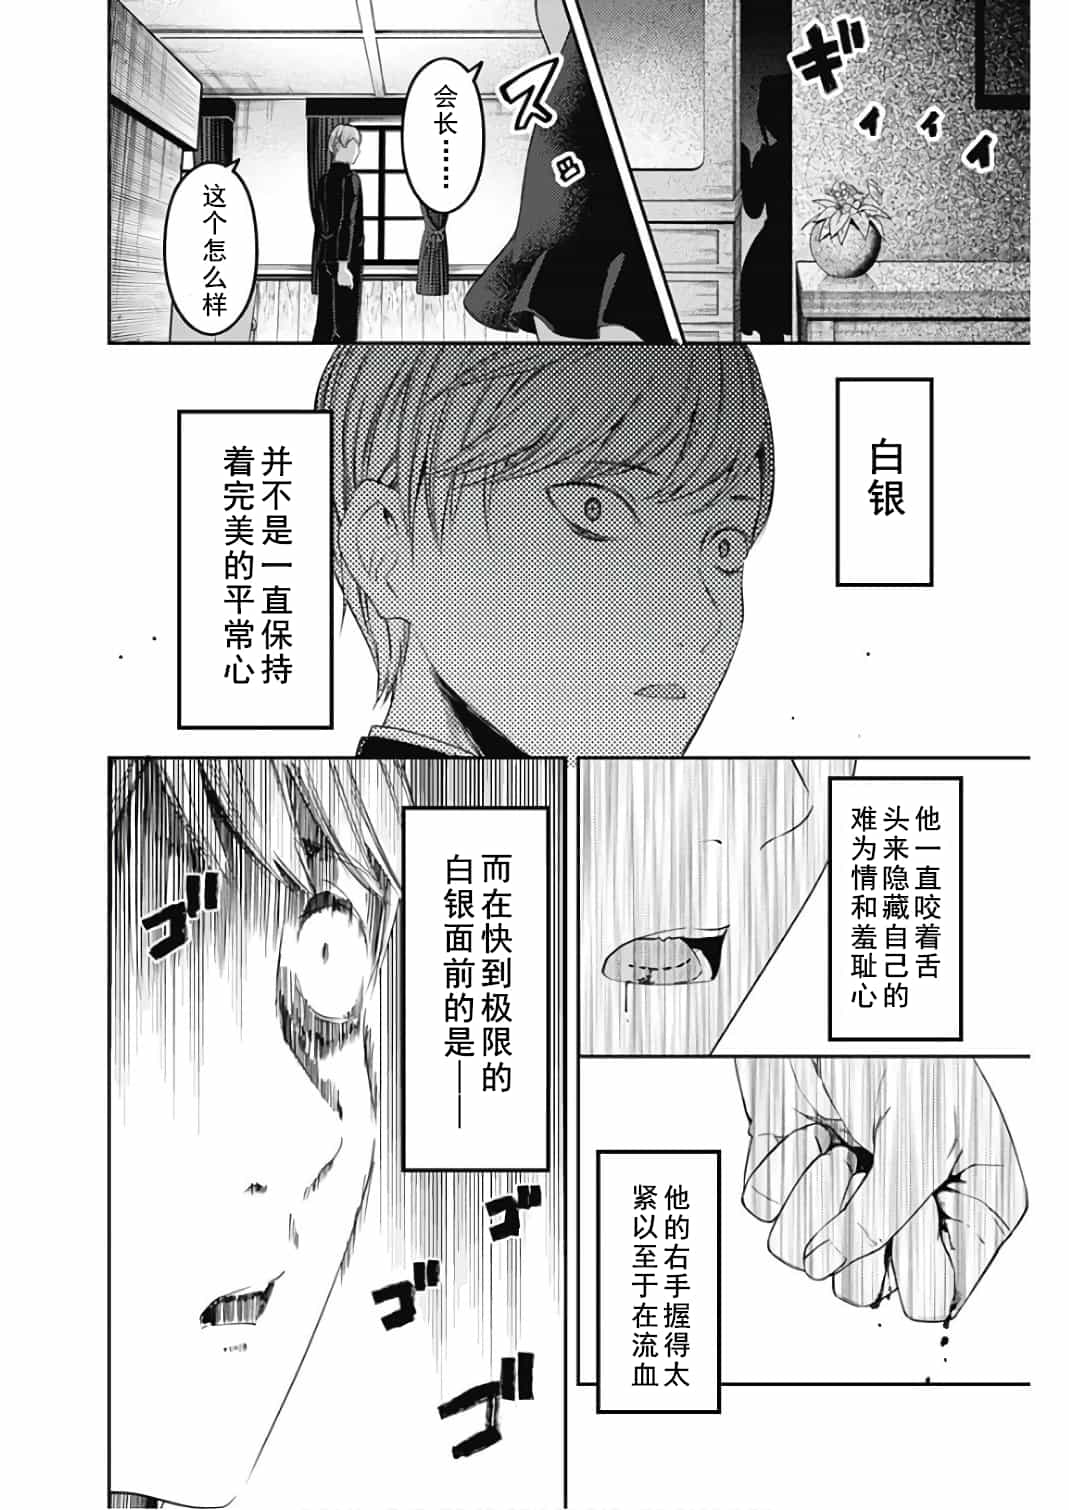 ギィィィ
スッ
会长……
这个怎么样
白银
并不是一直保持
着完美的平常心
他一直咬着舌
头来隐藏自己的
难为情和羞耻心
他的右手握得太
紧以至于在流血
而在快到极限的
白银面前的是——
ゴ
ゴ
ゴ
ゴ
ゴ
ゴ